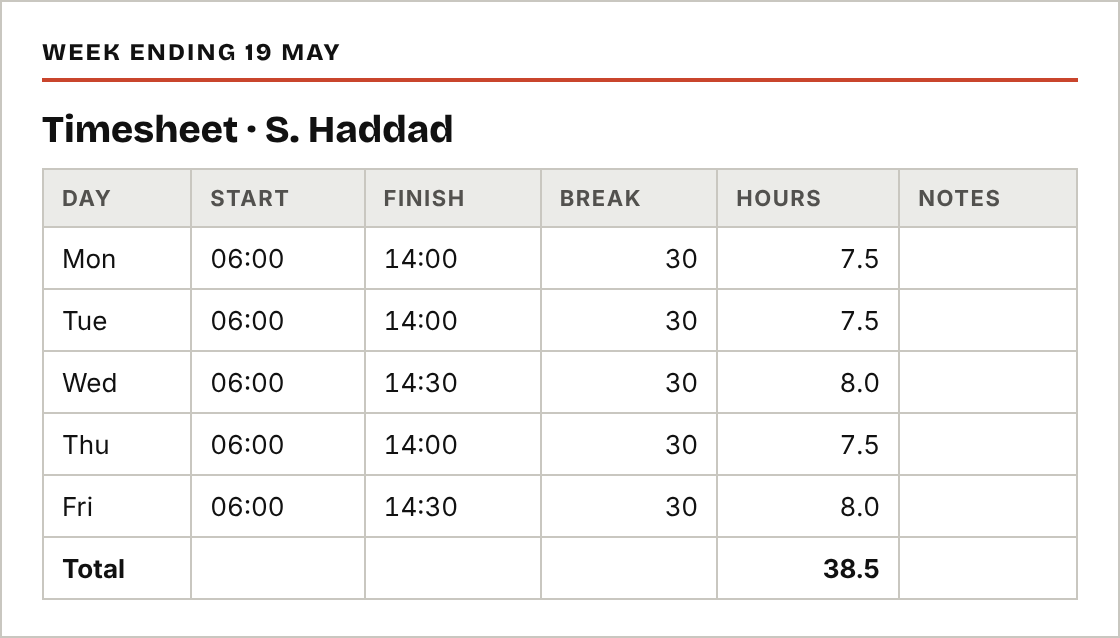 WEEK ENDING 19 MAY
Timesheet · S. Haddad
DAY START FINISH BREAK HOURS NOTES
Mon 06:00 14:00 30 7.5
Tue 06:00 14:00 30 7.5
Wed 06:00 14:30 30 8.0
Thu 06:00 14:00 30 7.5
Fri 06:00 14:30 30 8.0
Total 38.5